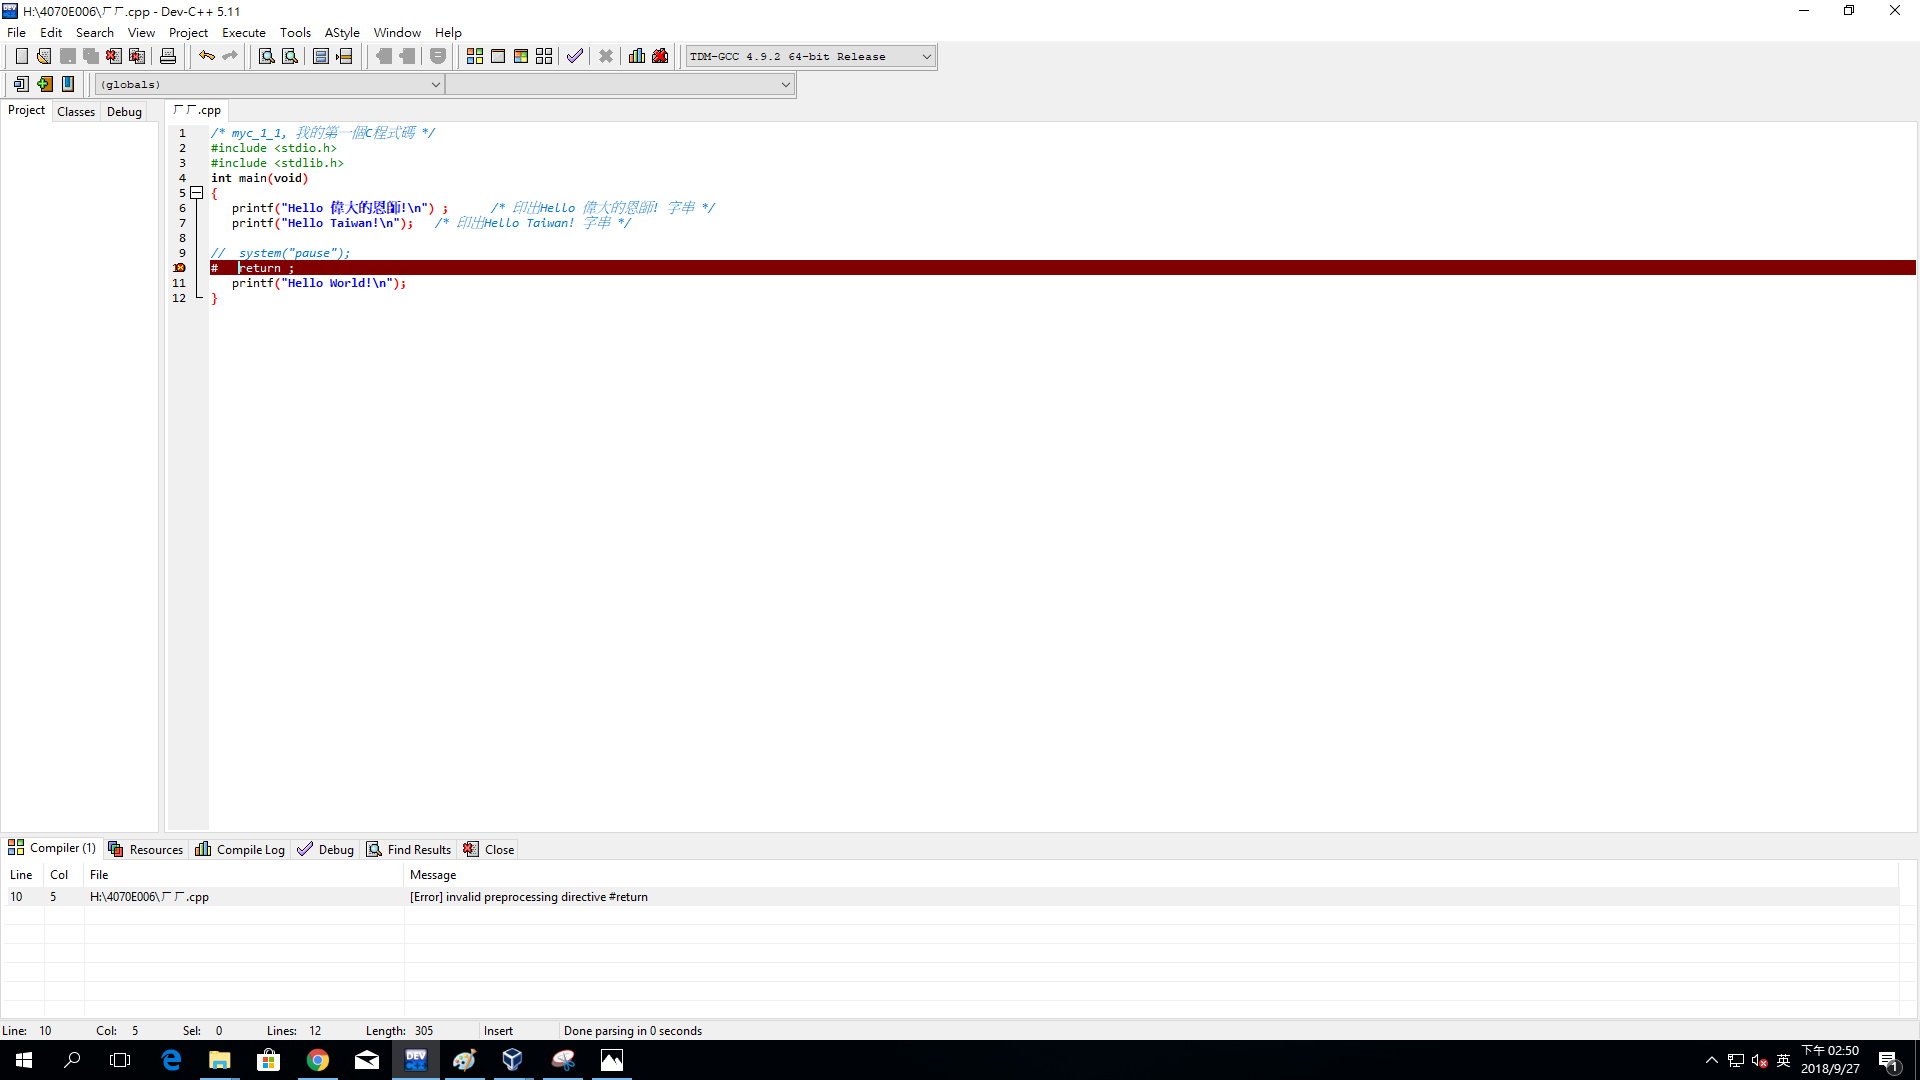 H:\4070E006\ㄏㄏ.cpp - Dev-C++ 5.11
File Edit Search View Project Execute Tools AStyle Window Help
TDM-GCC 4.9.2 64-bit Release
(globals)
Project Classes Debug
ㄏㄏ.cpp
1 /* myc_1_1, 我的第一個C程式碼 */
2 #include <stdio.h>
3 #include <stdlib.h>
4 int main(void)
5 {
6 printf("Hello 偉大的恩師!\n") ; /* 印出Hello 偉大的恩師! 字串 */
7 printf("Hello Taiwan!\n"); /* 印出Hello Taiwan! 字串 */
8
9 // system("pause");
10 # return ;
11 printf("Hello World!\n");
12 }
Compiler (1) Resources Compile Log Debug Find Results Close
Line Col File Message
10 5 H:\4070E006\ㄏㄏ.cpp [Error] invalid preprocessing directive #return
Line: 10 Col: 5 Sel: 0 Lines: 12 Length: 305 Insert Done parsing in 0 seconds
DEV
英
下午 02:50
2018/9/27
1